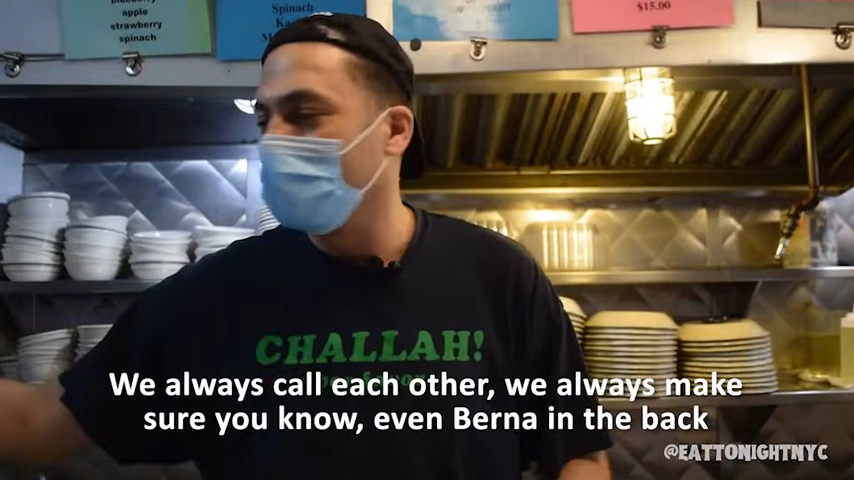 blueberry
apple
strawberry
spinach
Spinach
$15.00
CHALLAH!
We always call each other, we always make
sure you know, even Berna in the back
@EATTONIGHTNYC